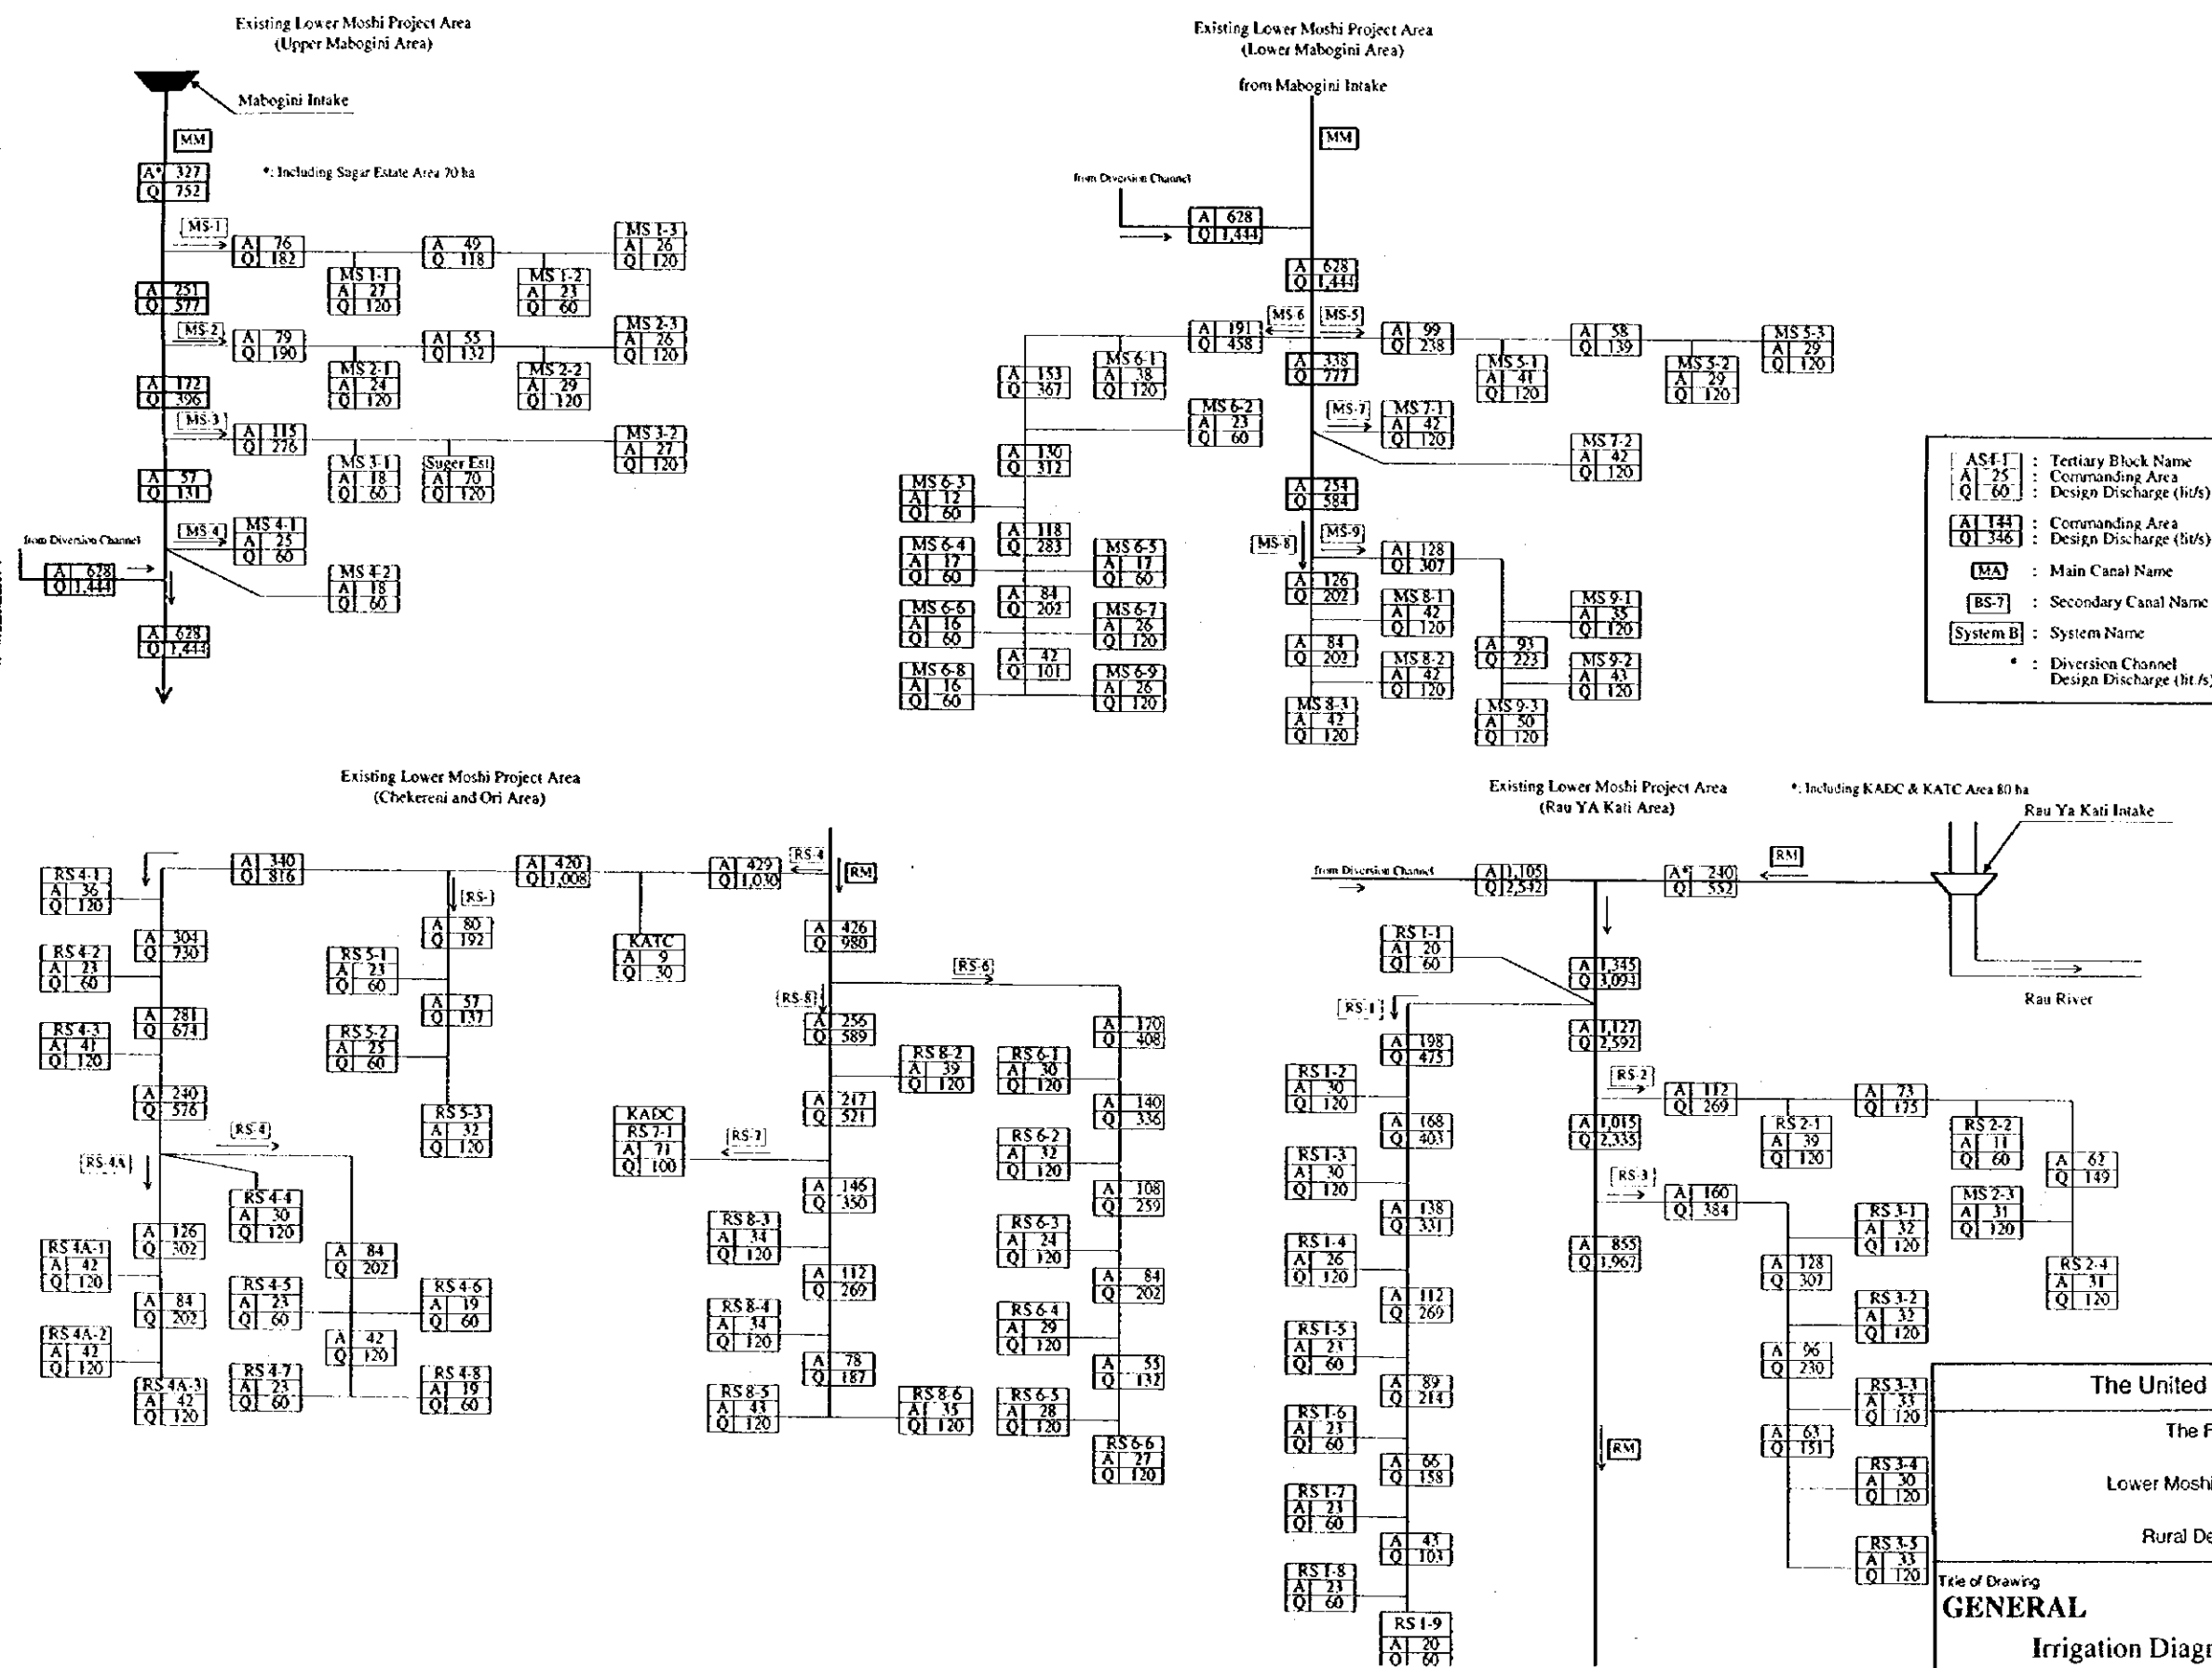 Existing Lower Moshi Project Area
(Upper Mabogini Area)
Mabogini Intake
MM
A* 327
Q 752
*: Including Sugar Estate Area 70 ha
MS-1
A 76
Q 182
A 49
Q 118
MS 1-3
A 26
Q 120
MS 1-1
A 27
Q 120
MS 1-2
A 23
Q 60
A 251
Q 577
MS-2
A 79
Q 190
A 55
Q 132
MS 2-3
A 26
Q 120
MS 2-1
A 24
Q 120
MS 2-2
A 29
Q 120
A 172
Q 396
MS-3
A 115
Q 276
MS 3-2
A 27
Q 120
MS 3-1
A 18
Q 60
Suger Est
A 70
Q 120
A 57
Q 131
MS-4
MS 4-1
A 25
Q 60
from Diversion Channel
A 628
Q 1,444
MS 4-2
A 18
Q 60
A 628
Q 1,444
Existing Lower Moshi Project Area
(Lower Mabogini Area)
from Mabogini Intake
MM
from Diversion Channel
A 628
Q 1,444
A 628
Q 1,444
MS-6
MS-5
A 191
Q 458
A 99
Q 238
A 58
Q 139
MS 5-3
A 29
Q 120
MS 5-1
A 41
Q 120
MS 5-2
A 29
Q 120
A 153
Q 367
MS 6-1
A 38
Q 120
A 338
Q 777
MS 6-2
A 23
Q 60
MS-7
MS 7-1
A 42
Q 120
MS 7-2
A 42
Q 120
A 130
Q 312
MS 6-3
A 12
Q 60
A 254
Q 584
A 118
Q 283
MS 6-4
A 17
Q 60
MS 6-5
A 17
Q 60
MS-8
MS-9
A 128
Q 307
A 126
Q 202
A 84
Q 202
MS 6-6
A 16
Q 60
MS 6-7
A 26
Q 120
MS 8-1
A 42
Q 120
MS 9-1
A 35
Q 120
A 42
Q 101
A 84
Q 202
A 93
Q 223
MS 6-8
A 16
Q 60
MS 6-9
A 26
Q 120
MS 8-2
A 42
Q 120
MS 9-2
A 43
Q 120
MS 8-3
A 42
Q 120
MS 9-3
A 50
Q 120
AS4-1 : Tertiary Block Name
A 25 : Commanding Area
Q 60 : Design Discharge (lit/s)
A 144 : Commanding Area
Q 346 : Design Discharge (lit/s)
MA : Main Canal Name
BS-7 : Secondary Canal Name
System B : System Name
* : Diversion Channel
Design Discharge (lit./s)
Existing Lower Moshi Project Area
(Chekereni and Ori Area)
RS 4-1
A 36
Q 120
A 340
Q 816
A 420
Q 1,008
A 429
Q 1,030
RS-4
RM
RS-
A 80
Q 192
KATC
A 9
Q 30
A 426
Q 980
A 304
Q 730
RS 4-2
A 23
Q 60
RS 5-1
A 23
Q 60
RS-6
RS-8
A 57
Q 137
A 281
Q 674
RS 4-3
A 41
Q 120
RS 5-2
A 25
Q 60
A 256
Q 589
A 170
Q 408
RS 8-2
A 39
Q 120
RS 6-1
A 30
Q 120
A 240
Q 576
RS 5-3
A 32
Q 120
KADC
RS 7-1
A 71
Q 100
A 217
Q 521
A 140
Q 336
RS-4
RS-7
RS-4A
RS 6-2
A 32
Q 120
RS 4-4
A 30
Q 120
A 146
Q 350
A 108
Q 259
A 126
Q 302
RS 8-3
A 34
Q 120
RS 6-3
A 24
Q 120
RS 4A-1
A 42
Q 120
A 84
Q 202
RS 4-5
A 23
Q 60
RS 4-6
A 19
Q 60
A 112
Q 269
A 84
Q 202
A 84
Q 202
RS 8-4
A 34
Q 120
RS 6-4
A 29
Q 120
RS 4A-2
A 42
Q 120
A 42
Q 120
A 78
Q 187
A 55
Q 132
RS 4A-3
A 42
Q 120
RS 4-7
A 23
Q 60
RS 4-8
A 19
Q 60
RS 8-5
A 43
Q 120
RS 8-6
A 35
Q 120
RS 6-5
A 28
Q 120
RS 6-6
A 27
Q 120
Existing Lower Moshi Project Area
(Rau YA Kati Area)
*: Including KADC & KATC Area 80 ha
Rau Ya Kati Intake
RM
from Diversion Channel
A 1,105
Q 2,542
A* 240
Q 552
RS 1-1
A 20
Q 60
A 1,345
Q 3,094
Rau River
RS-1
A 198
Q 475
A 1,127
Q 2,592
RS 1-2
A 30
Q 120
RS-2
A 112
Q 269
A 73
Q 175
A 168
Q 403
A 1,015
Q 2,335
RS 2-1
A 39
Q 120
RS 2-2
A 11
Q 60
A 62
Q 149
RS 1-3
A 30
Q 120
RS-3
A 160
Q 384
MS 2-3
A 31
Q 120
A 138
Q 331
RS 3-1
A 32
Q 120
RS 1-4
A 26
Q 120
A 855
Q 1,967
A 128
Q 307
RS 2-4
A 31
Q 120
A 112
Q 269
RS 3-2
A 32
Q 120
RS 1-5
A 23
Q 60
A 96
Q 230
A 89
Q 214
RS 3-3
A 33
Q 120
RS 1-6
A 23
Q 60
RM
A 63
Q 151
A 66
Q 158
RS 3-4
A 30
Q 120
RS 1-7
A 23
Q 60
A 43
Q 103
RS 3-5
A 33
Q 120
RS 1-8
A 23
Q 60
RS 1-9
A 20
Q 60
The United
The F
Lower Moshi
Rural De
Title of Drawing
GENERAL
Irrigation Diagr